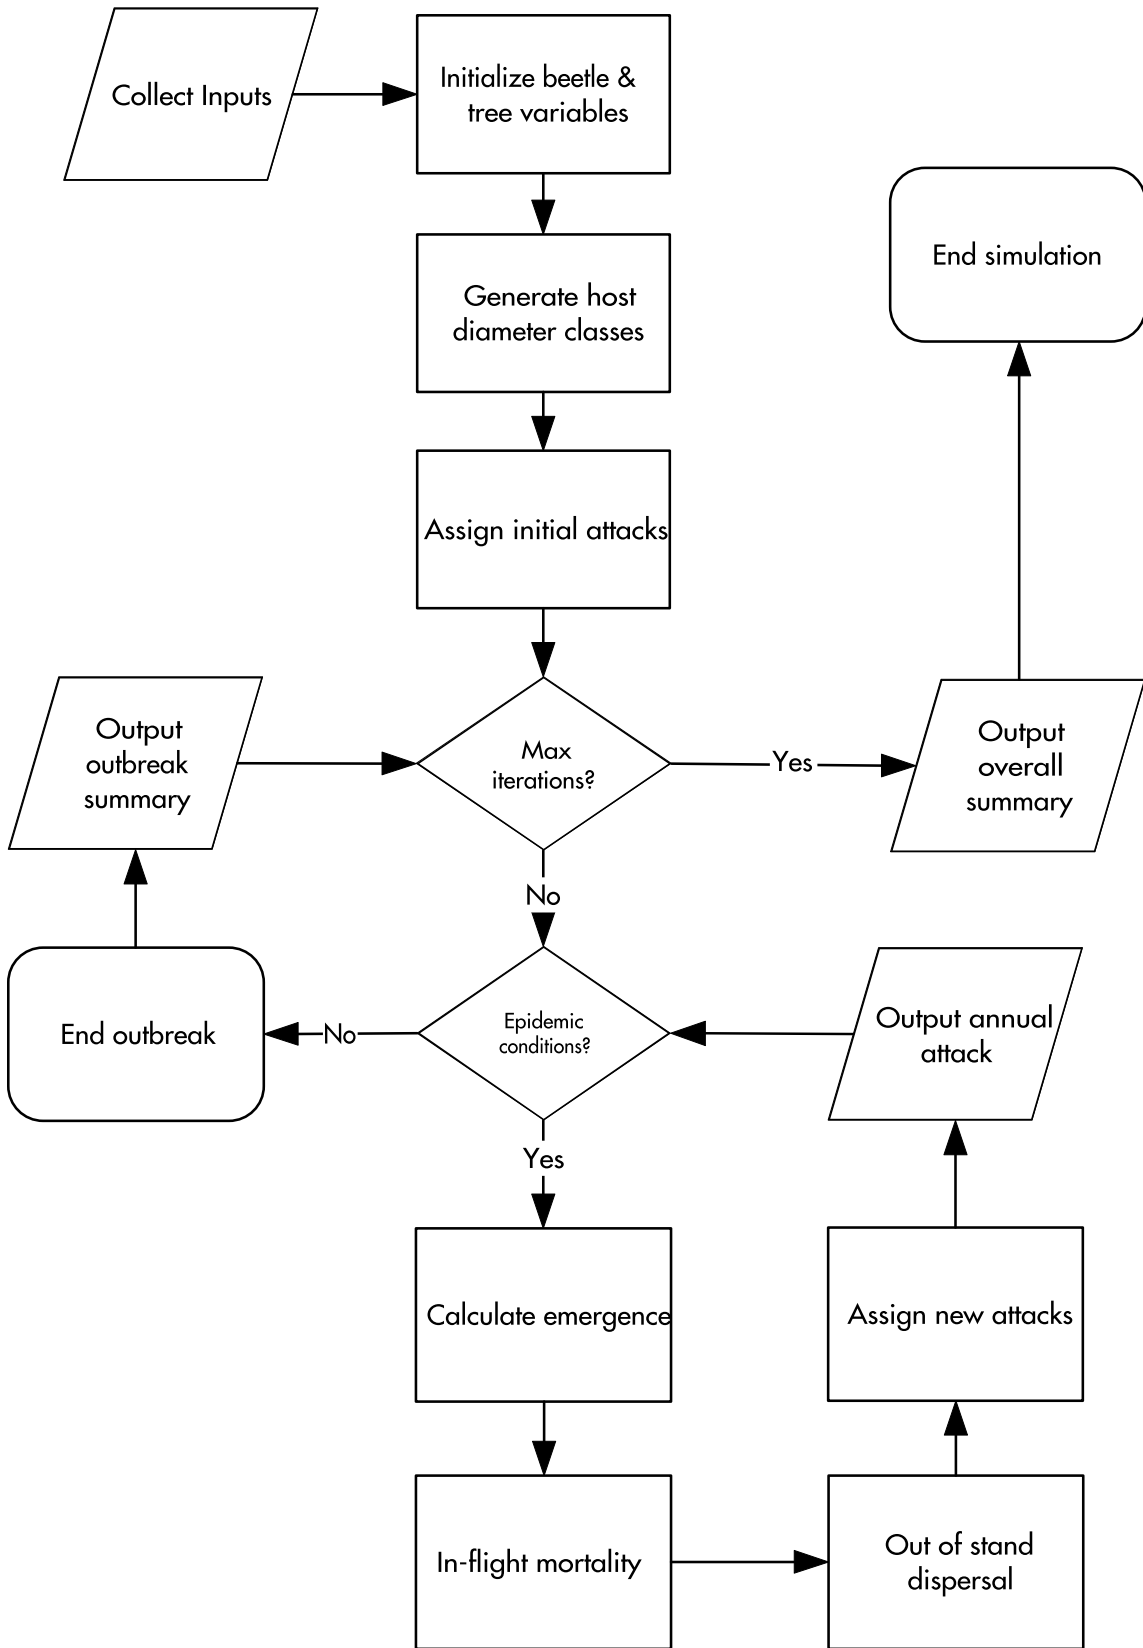 Collect Inputs
Initialize beetle &
tree variables
Generate host
diameter classes
End simulation
Assign initial attacks
Output
outbreak
summary
Max
iterations?
Yes
Output
overall
summary
No
End outbreak
No
Epidemic
conditions?
Output annual
attack
Yes
Calculate emergence
Assign new attacks
In-flight mortality
Out of stand
dispersal